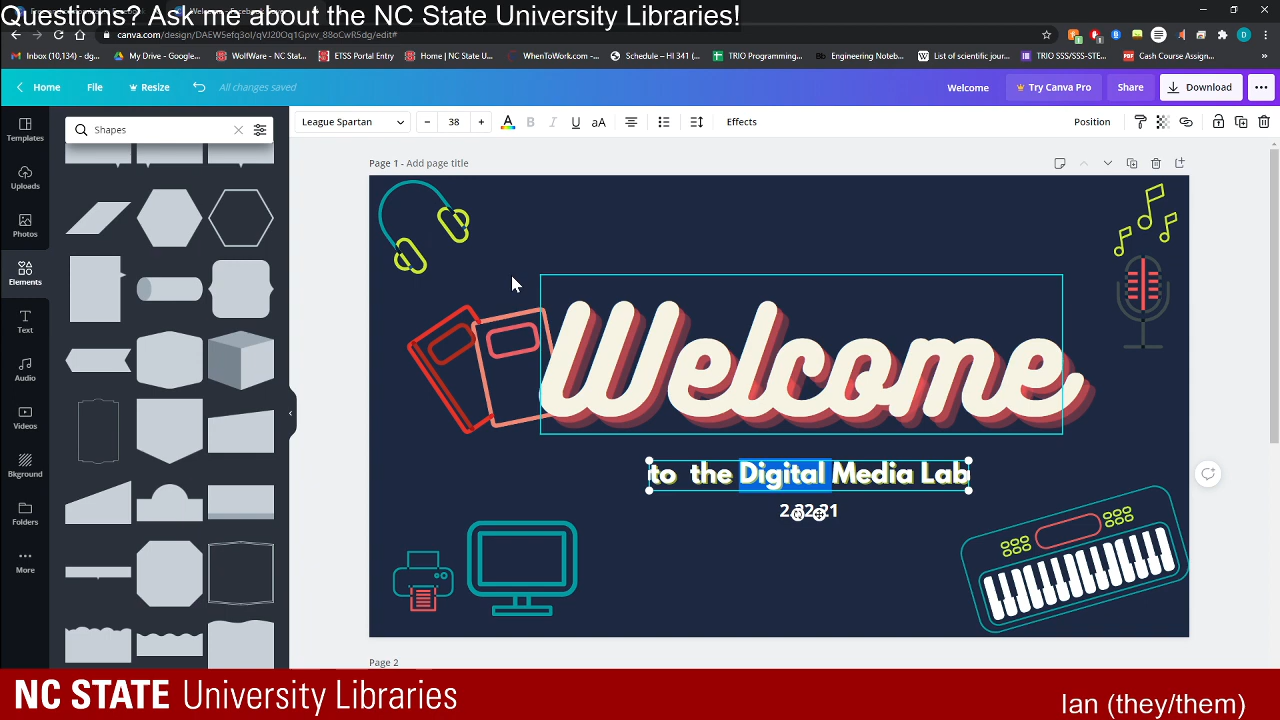 Questions? Ask me about the NC State University Libraries!
canva.com/design/DAEW5efq3oI/qVJ20Oq1Gpvv_88oCwR5dg/edit#
Inbox (10,134) - dg...
My Drive - Google...
WolfWare - NC Stat...
ETSS Portal Entry
Home | NC State U...
WhenToWork.com -...
Schedule – HI 341 (...
List of scientific jour...
TRIO Programming...
Bb Engineering Newb...
TRIO SSS/SSS-STE...
Cash Course Assign...
Home
File
Resize
All changes saved
Welcome
Try Canva Pro
Share
Download
Templates
Uploads
Photos
Elements
Text
Audio
Videos
Bkground
Folders
More
Shapes
League Spartan
38
A
B
I
U
aA
Effects
Position
Page 1 - Add page title
Welcome
to the Digital Media Lab
Page 2
NC STATE University Libraries
Ian (they/them)